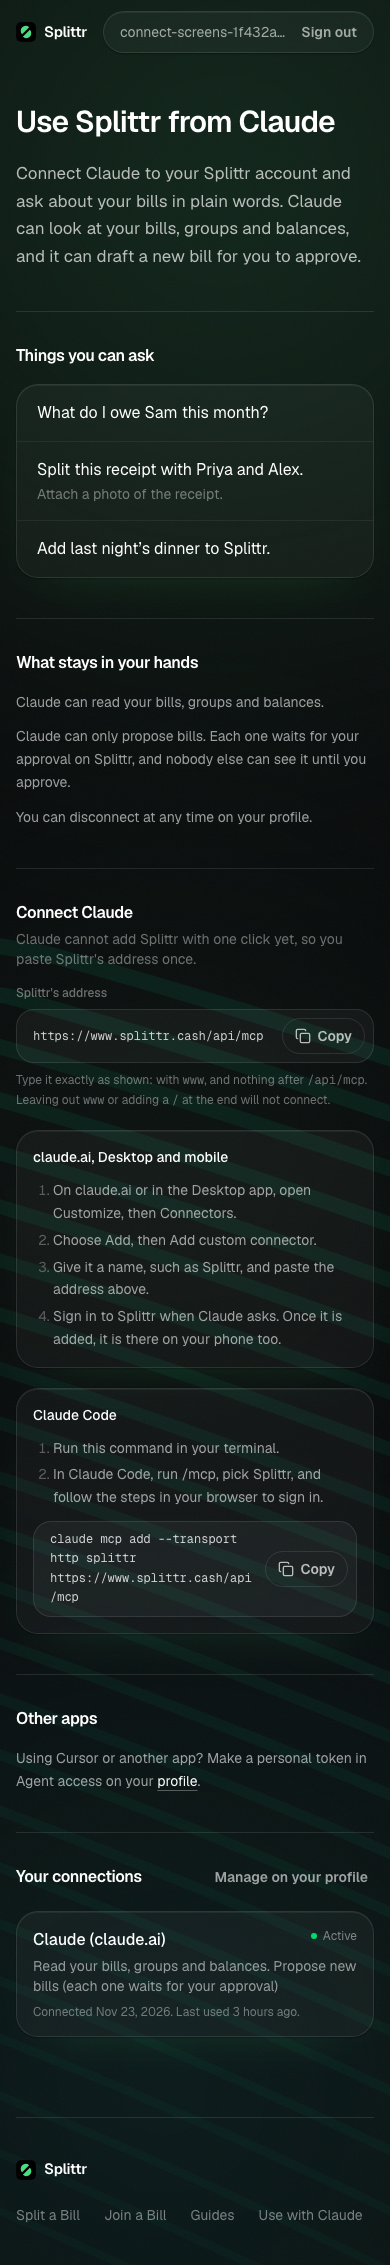 Splittr
connect-screens-1f432a…
Sign out
Use Splittr from Claude
Connect Claude to your Splittr account and
ask about your bills in plain words. Claude
can look at your bills, groups and balances,
and it can draft a new bill for you to approve.
Things you can ask
What do I owe Sam this month?
Split this receipt with Priya and Alex.
Attach a photo of the receipt.
Add last night’s dinner to Splittr.
What stays in your hands
Claude can read your bills, groups and balances.
Claude can only propose bills. Each one waits for your
approval on Splittr, and nobody else can see it until you
approve.
You can disconnect at any time on your profile.
Connect Claude
Claude cannot add Splittr with one click yet, so you
paste Splittr's address once.
Splittr's address
https://www.splittr.cash/api/mcp
Copy
Type it exactly as shown: with www, and nothing after /api/mcp.
Leaving out www or adding a / at the end will not connect.
claude.ai, Desktop and mobile
1. On claude.ai or in the Desktop app, open
Customize, then Connectors.
2. Choose Add, then Add custom connector.
3. Give it a name, such as Splittr, and paste the
address above.
4. Sign in to Splittr when Claude asks. Once it is
added, it is there on your phone too.
Claude Code
1. Run this command in your terminal.
2. In Claude Code, run /mcp, pick Splittr, and
follow the steps in your browser to sign in.
claude mcp add --transport
http splittr
https://www.splittr.cash/api
/mcp
Copy
Other apps
Using Cursor or another app? Make a personal token in
Agent access on your profile.
Your connections
Manage on your profile
Claude (claude.ai)
Active
Read your bills, groups and balances. Propose new
bills (each one waits for your approval)
Connected Nov 23, 2026. Last used 3 hours ago.
Splittr
Split a Bill
Join a Bill
Guides
Use with Claude